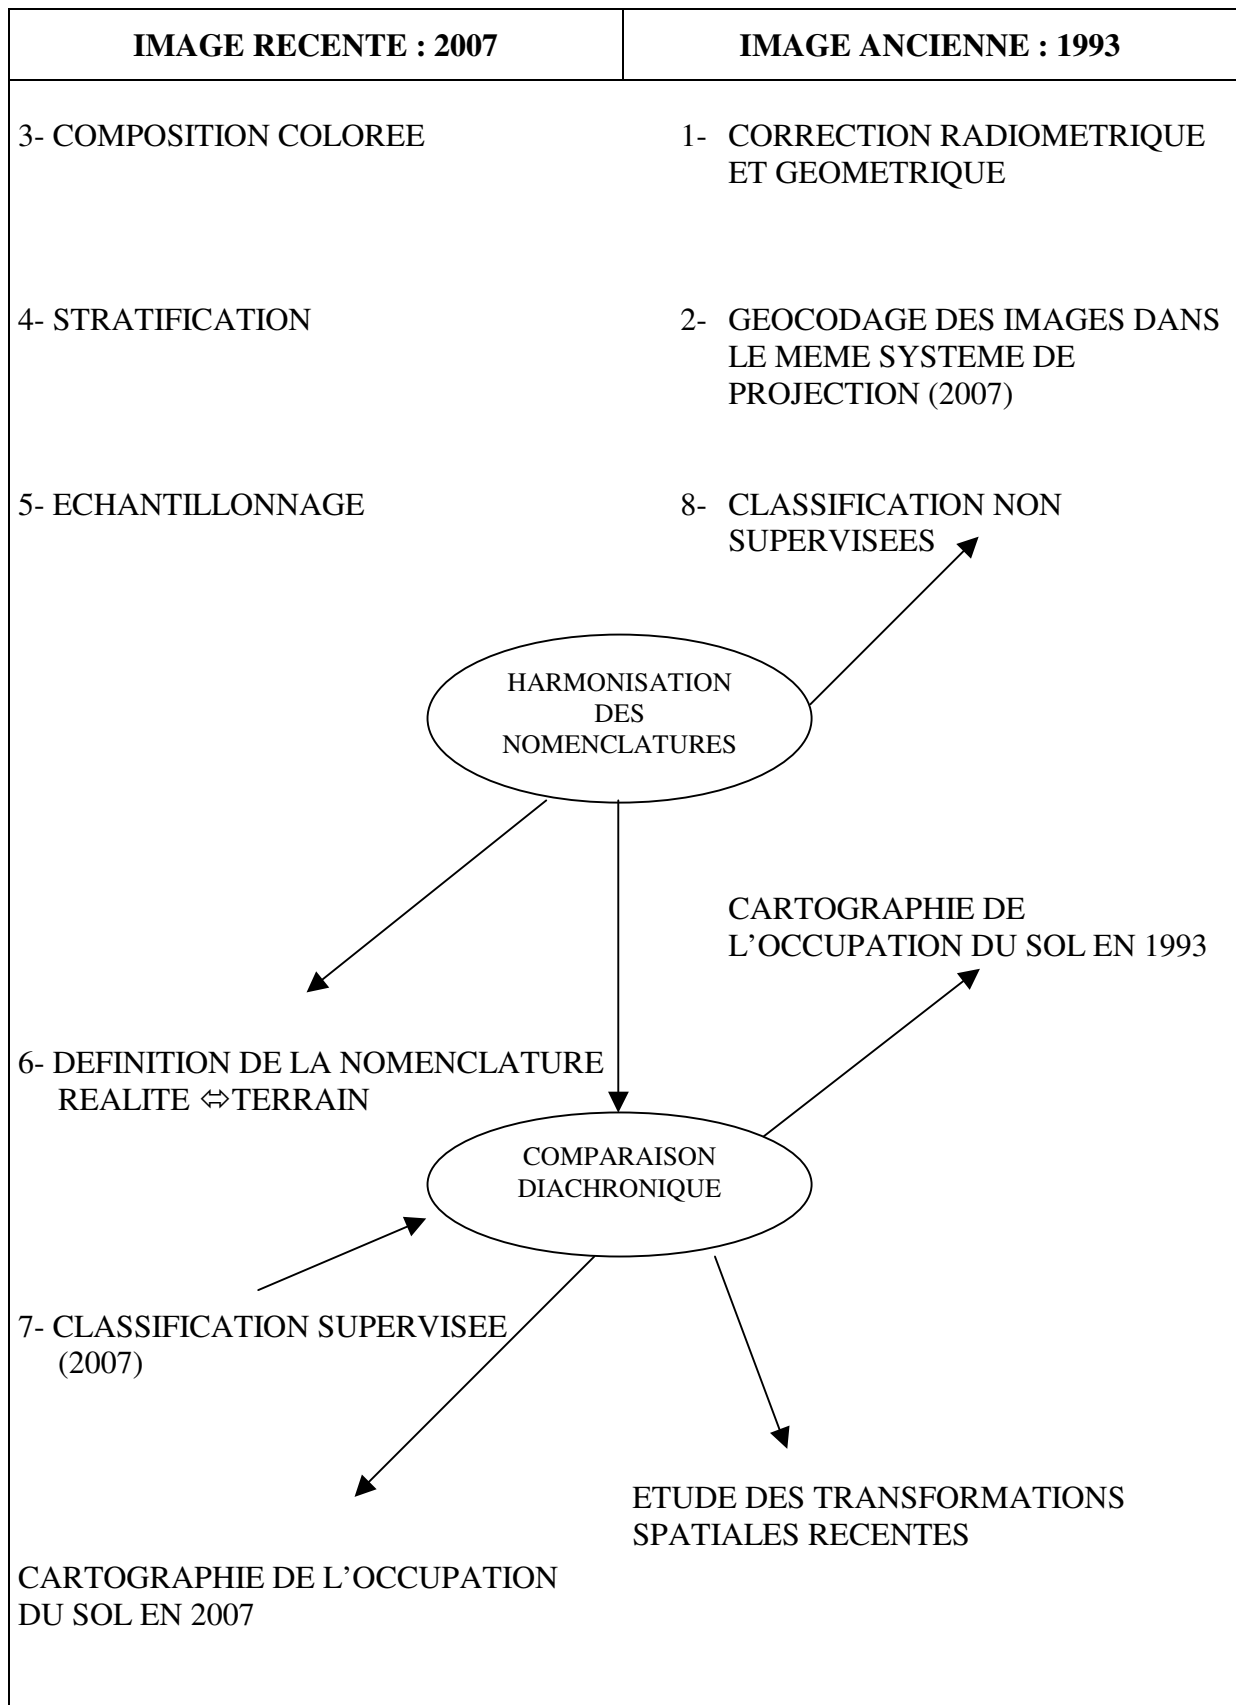 IMAGE RECENTE : 2007
IMAGE ANCIENNE : 1993
3- COMPOSITION COLOREE
1- CORRECTION RADIOMETRIQUE
ET GEOMETRIQUE
4- STRATIFICATION
2- GEOCODAGE DES IMAGES DANS
LE MEME SYSTEME DE
PROJECTION (2007)
5- ECHANTILLONNAGE
8- CLASSIFICATION NON
SUPERVISEES
HARMONISATION
DES
NOMENCLATURES
CARTOGRAPHIE DE
L’OCCUPATION DU SOL EN 1993
6- DEFINITION DE LA NOMENCLATURE
REALITE ⇔TERRAIN
COMPARAISON
DIACHRONIQUE
7- CLASSIFICATION SUPERVISEE
(2007)
ETUDE DES TRANSFORMATIONS
SPATIALES RECENTES
CARTOGRAPHIE DE L’OCCUPATION
DU SOL EN 2007